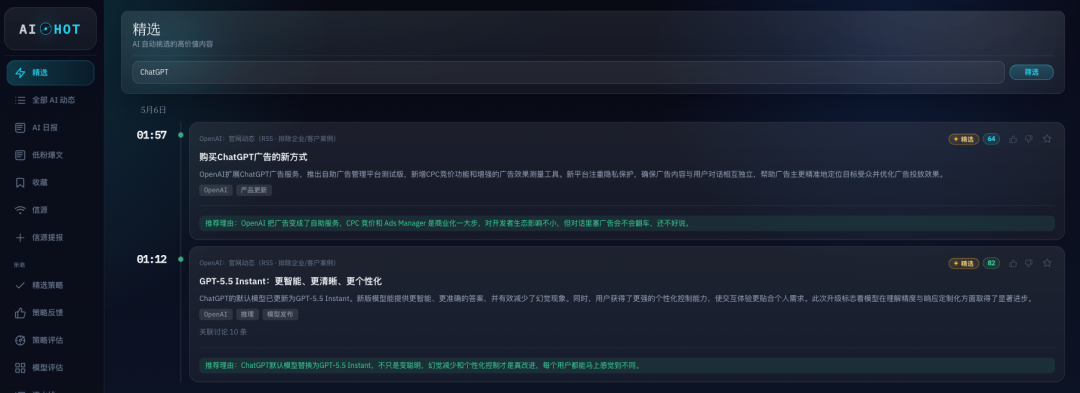 AI HOT
精选
全部 AI 动态
AI 日报
低粉爆文
收藏
信源
信源提报
策略
精选策略
策略反馈
策略评估
模型评估
精选
AI 自动挑选的高价值内容
ChatGPT
筛选
5月6日
01:57
OpenAI：官网动态（RSS · 排除企业/客户案例）
精选
64
购买ChatGPT广告的新方式
OpenAI扩展ChatGPT广告服务，推出自助广告管理平台测试版，新增CPC竞价功能和增强的广告效果测量工具。新平台注重隐私保护，确保广告内容与用户对话相互独立，帮助广告主更精准地定位目标受众并优化广告投放效果。
OpenAI
产品更新
推荐理由：OpenAI 把广告变成了自助服务，CPC 竞价和 Ads Manager 是商业化一大步，对开发者生态影响不小，但对话里塞广告会不会翻车，还不好说。
01:12
OpenAI：官网动态（RSS · 排除企业/客户案例）
精选
82
GPT-5.5 Instant：更智能、更清晰、更个性化
ChatGPT的默认模型已更新为GPT-5.5 Instant。新版模型能提供更智能、更准确的答案，并有效减少了幻觉现象。同时，用户获得了更强的个性化控制能力，使交互体验更贴合个人需求。此次升级标志着模型在理解精度与响应定制化方面取得了显著进步。
OpenAI
推理
模型发布
关联讨论 10 条
推荐理由：ChatGPT默认模型替换为GPT-5.5 Instant，不只是变聪明，幻觉减少和个性化控制才是真改进，每个用户都能马上感觉到不同。